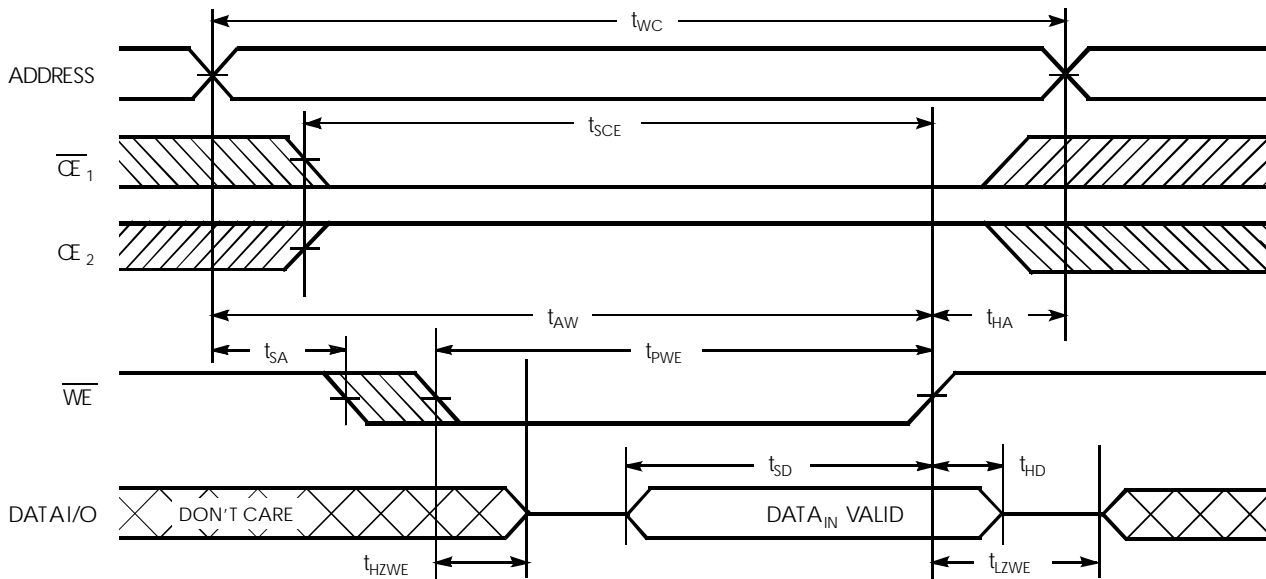 tWC
ADDRESS
tSCE
CE1
CE2
tAW
tHA
tSA
tPWE
WE
tSD
tHD
DATA I/O
DON'T CARE
DATAIN VALID
tHZWE
tLZWE